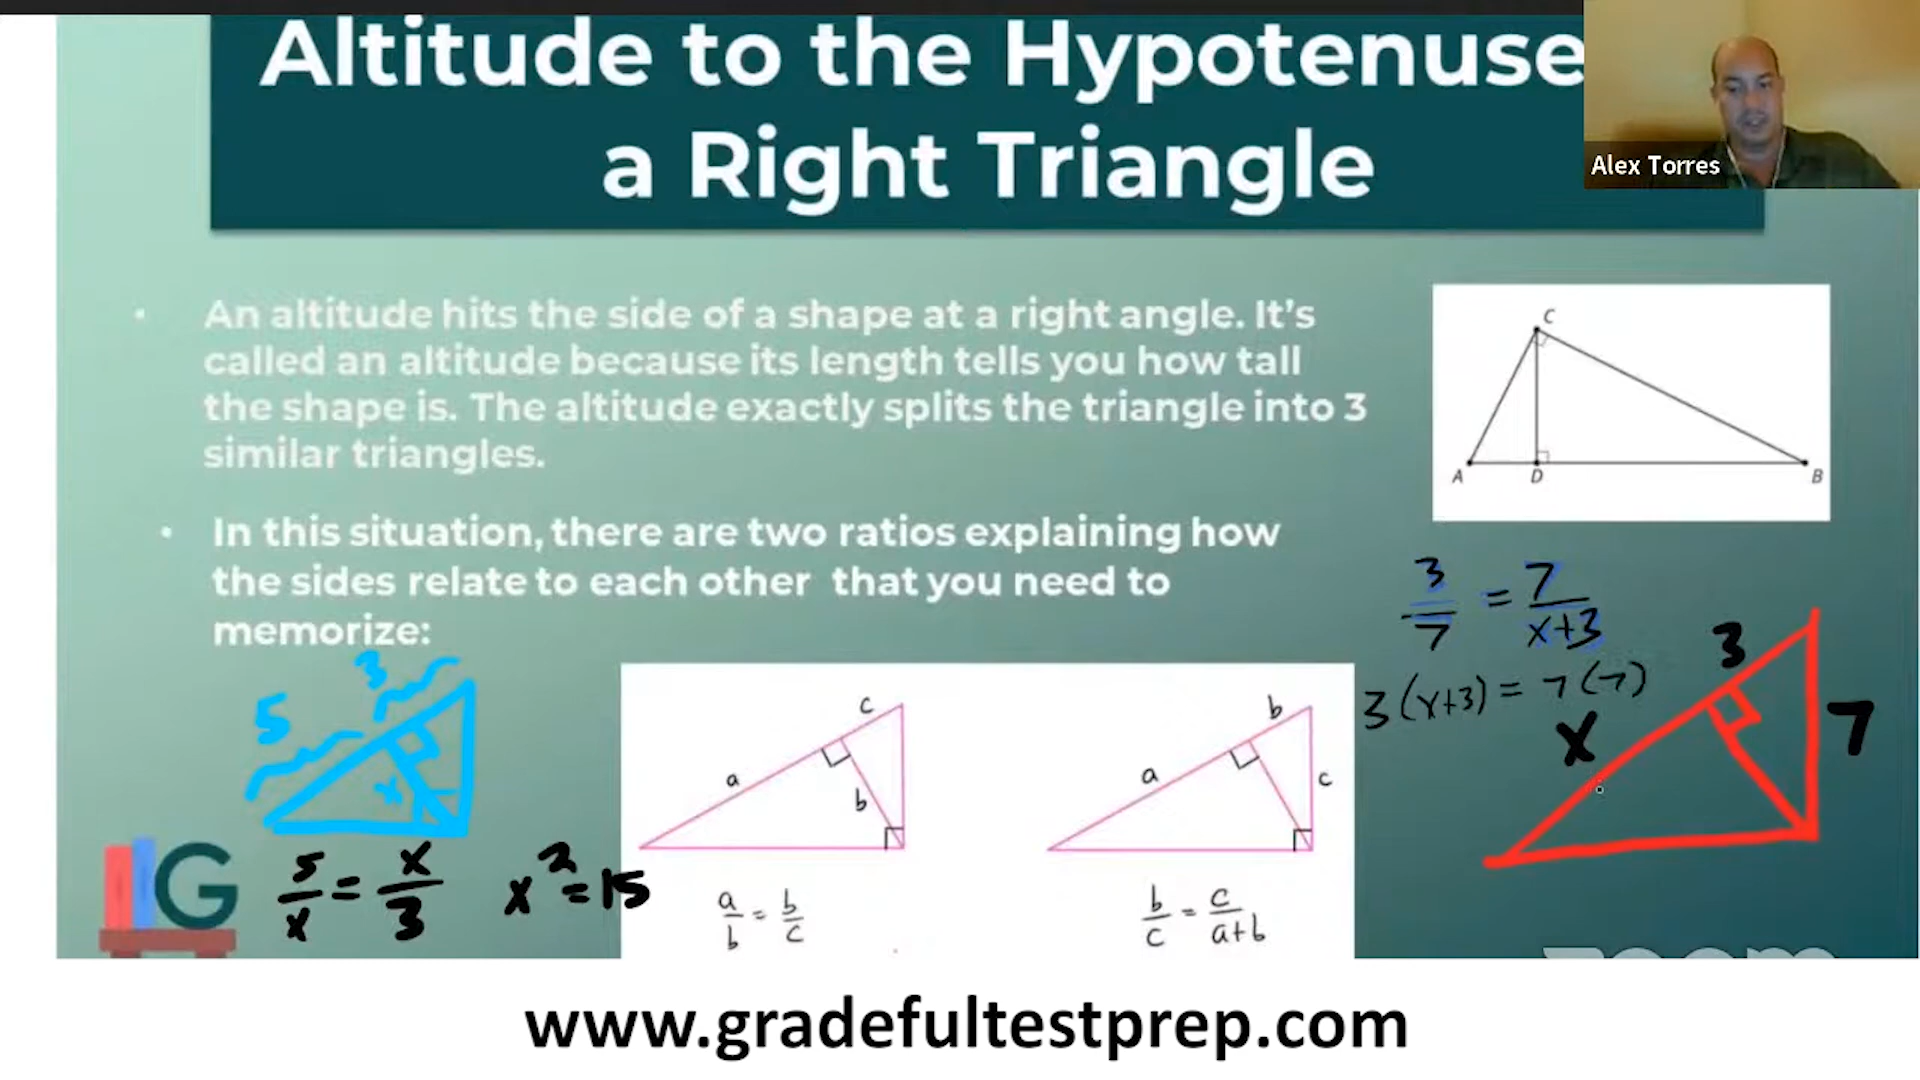 Altitude to the Hypotenuse
a Right Triangle
Alex Torres
• An altitude hits the side of a shape at a right angle. It's
called an altitude because its length tells you how tall
the shape is. The altitude exactly splits the triangle into 3
similar triangles.
C
A
D
B
• In this situation, there are two ratios explaining how
the sides relate to each other that you need to
memorize:
3/7 = 7/x+3
3(x+3) = 7(7)
3
x
7
5
3
x
5/x = x/3
x²=15
c
a
b
a/b = b/c
b
a
c
b/c = c/a+b
G
www.gradefultestprep.com